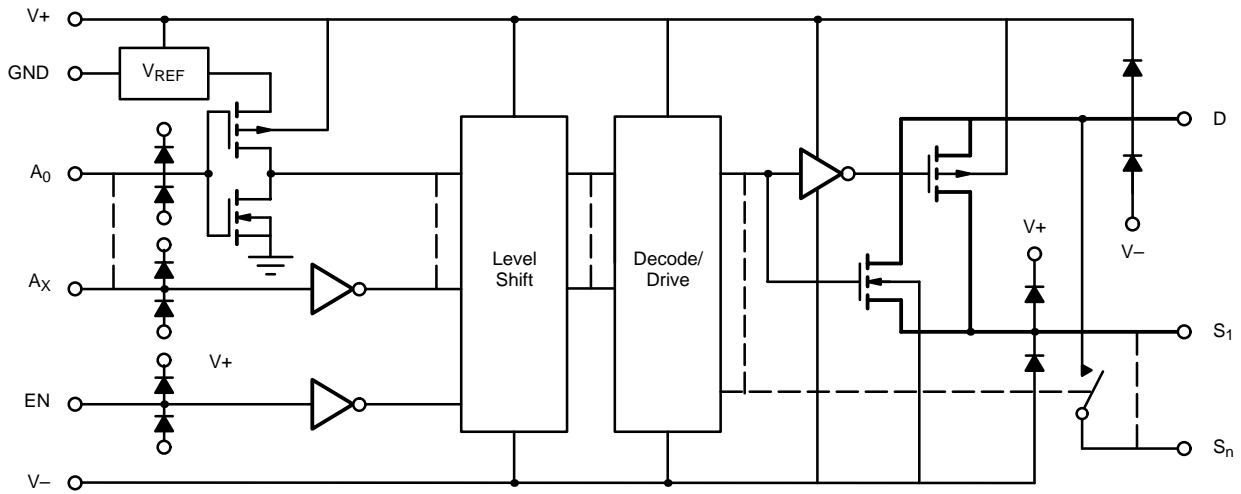 V+
GND
VREF
D
A0
Level
Shift
Decode/
Drive
V+
V–
AX
S1
V+
EN
Sn
V–